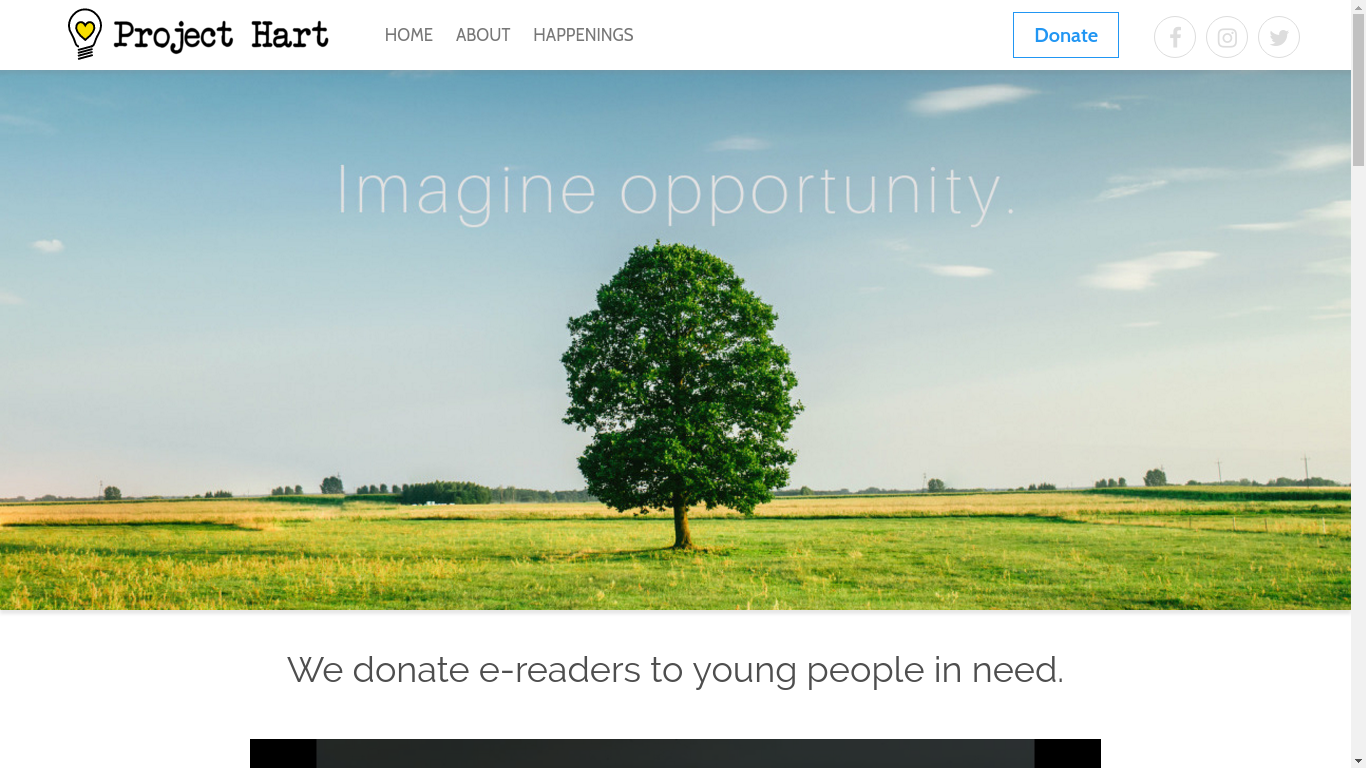 Project Hart
HOME ABOUT HAPPENINGS
Donate
Imagine opportunity.
We donate e-readers to young people in need.